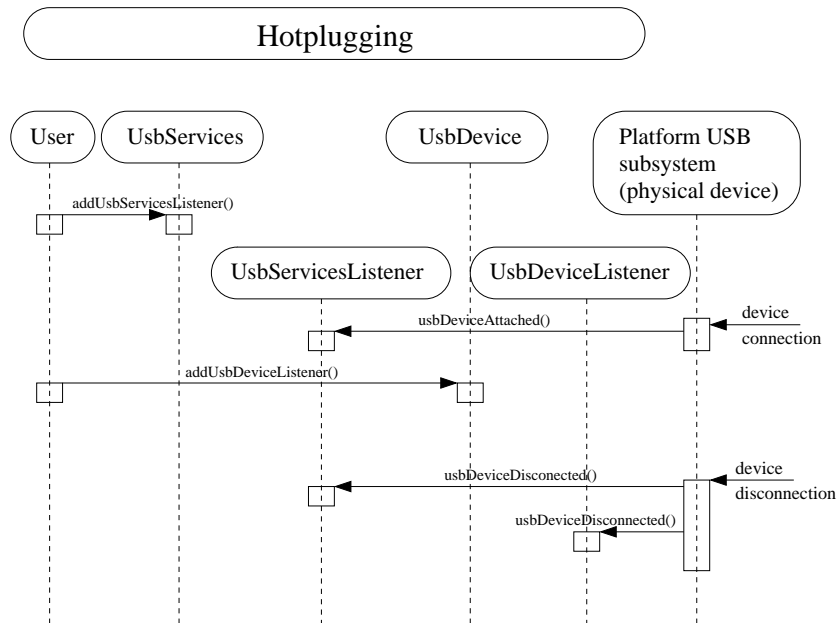 Hotplugging
User
UsbServices
UsbDevice
Platform USB
subsystem
(physical device)
addUsbServicesListener()
UsbServicesListener
UsbDeviceListener
usbDeviceAttached()
device
connection
addUsbDeviceListener()
usbDeviceDisconected()
device
disconnection
usbDeviceDisconnected()